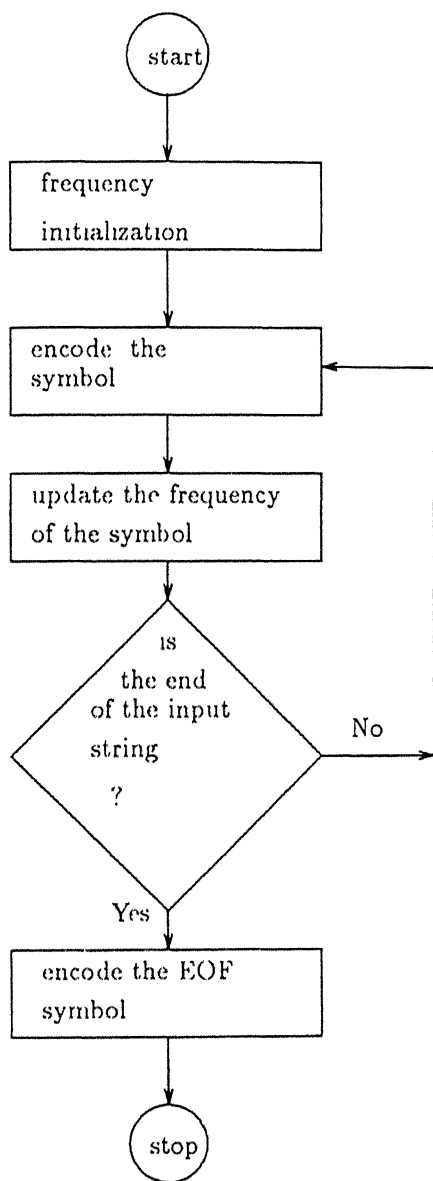 start
frequency
initialization
encode the
symbol
update the frequency
of the symbol
is
the end
of the input
string
No
?
Yes
encode the EOF
symbol
stop